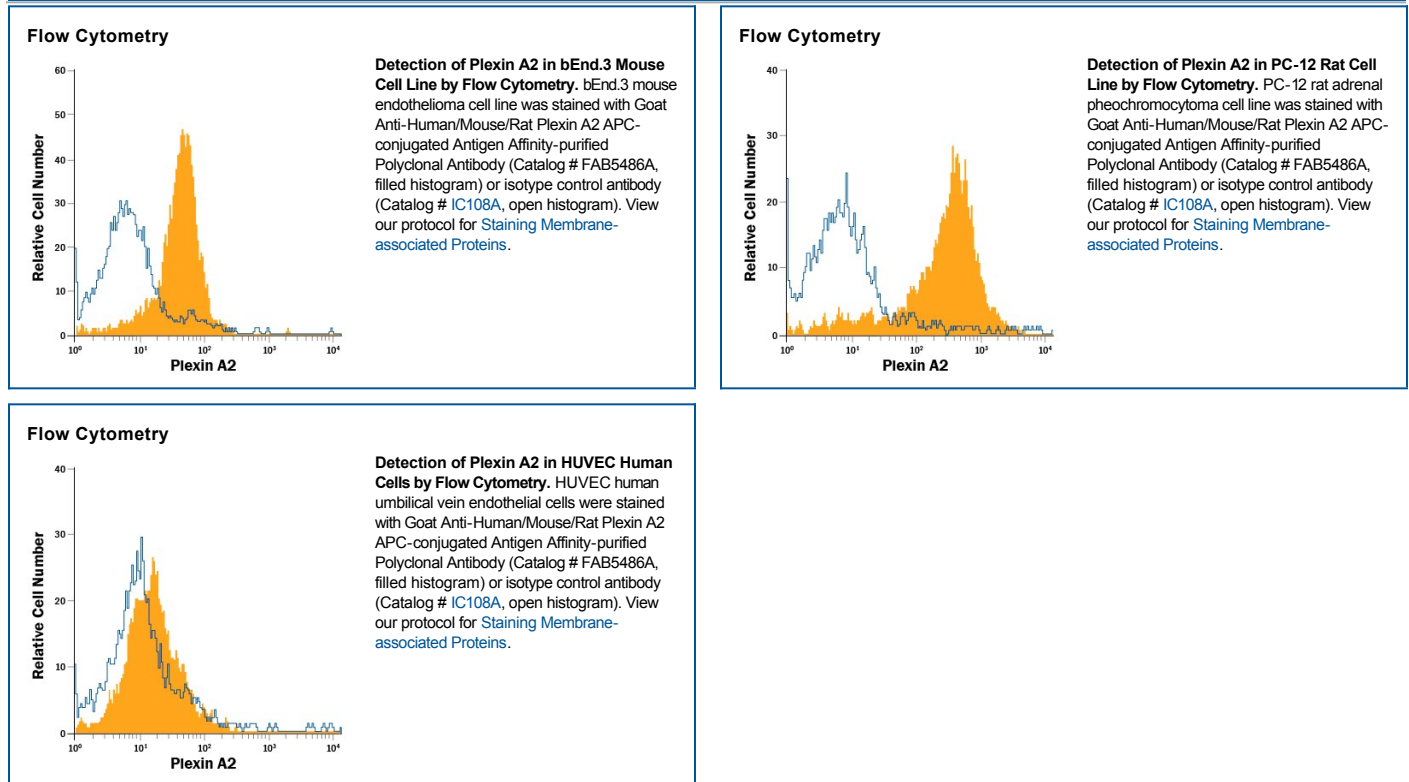 Flow Cytometry
60
50
40
30
20
10
0
Relative Cell Number
10⁰ 10¹ 10² 10³ 10⁴
Plexin A2
Detection of Plexin A2 in bEnd.3 Mouse
Cell Line by Flow Cytometry. bEnd.3 mouse
endothelioma cell line was stained with Goat
Anti-Human/Mouse/Rat Plexin A2 APC-
conjugated Antigen Affinity-purified
Polyclonal Antibody (Catalog # FAB5486A,
filled histogram) or isotype control antibody
(Catalog # IC108A, open histogram). View
our protocol for Staining Membrane-
associated Proteins.
Flow Cytometry
40
30
20
10
0
Relative Cell Number
10⁰ 10¹ 10² 10³ 10⁴
Plexin A2
Detection of Plexin A2 in PC-12 Rat Cell
Line by Flow Cytometry. PC-12 rat adrenal
pheochromocytoma cell line was stained with
Goat Anti-Human/Mouse/Rat Plexin A2 APC-
conjugated Antigen Affinity-purified
Polyclonal Antibody (Catalog # FAB5486A,
filled histogram) or isotype control antibody
(Catalog # IC108A, open histogram). View
our protocol for Staining Membrane-
associated Proteins.
Flow Cytometry
40
30
20
10
0
Relative Cell Number
10⁰ 10¹ 10² 10³ 10⁴
Plexin A2
Detection of Plexin A2 in HUVEC Human
Cells by Flow Cytometry. HUVEC human
umbilical vein endothelial cells were stained
with Goat Anti-Human/Mouse/Rat Plexin A2
APC-conjugated Antigen Affinity-purified
Polyclonal Antibody (Catalog # FAB5486A,
filled histogram) or isotype control antibody
(Catalog # IC108A, open histogram). View
our protocol for Staining Membrane-
associated Proteins.